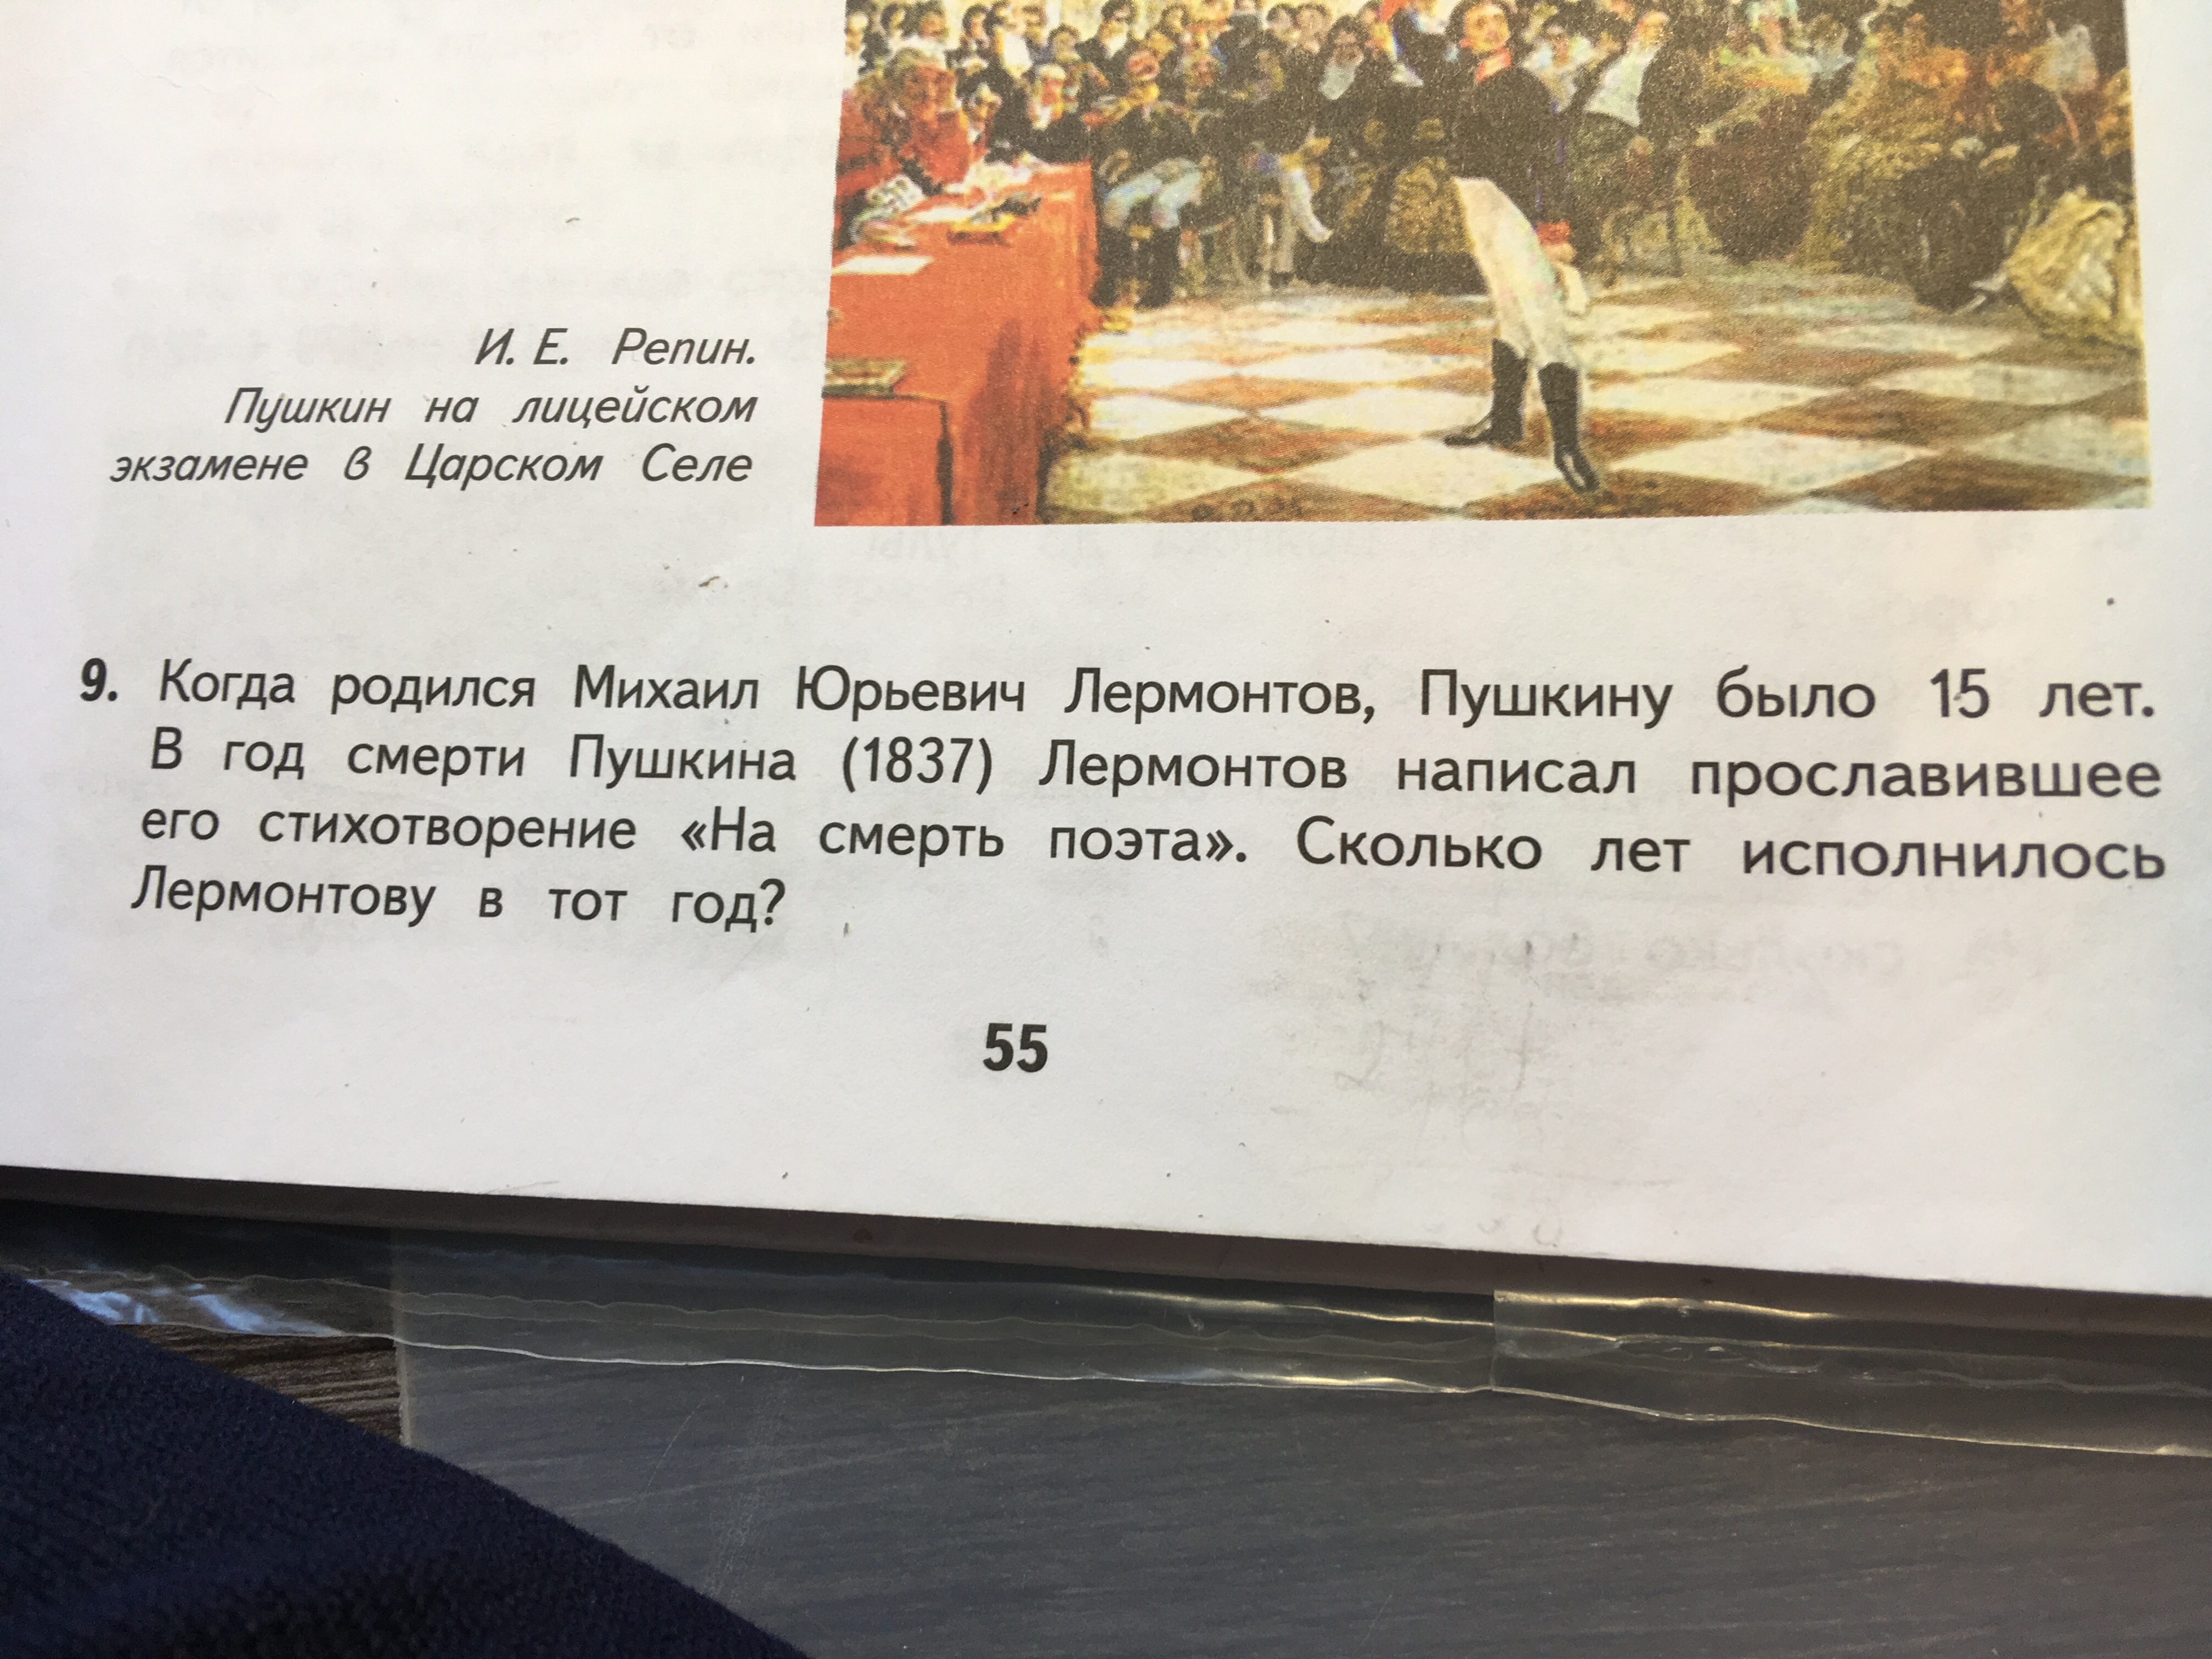 И. Е. Репин.
Пушкин на лицейском
экзамене в Царском Селе
9. Когда родился Михаил Юрьевич Лермонтов, Пушкину было 15 лет.
В год смерти Пушкина (1837) Лермонтов написал прославившее
его стихотворение «На смерть поэта». Сколько лет исполнилось
Лермонтову в тот год?
55